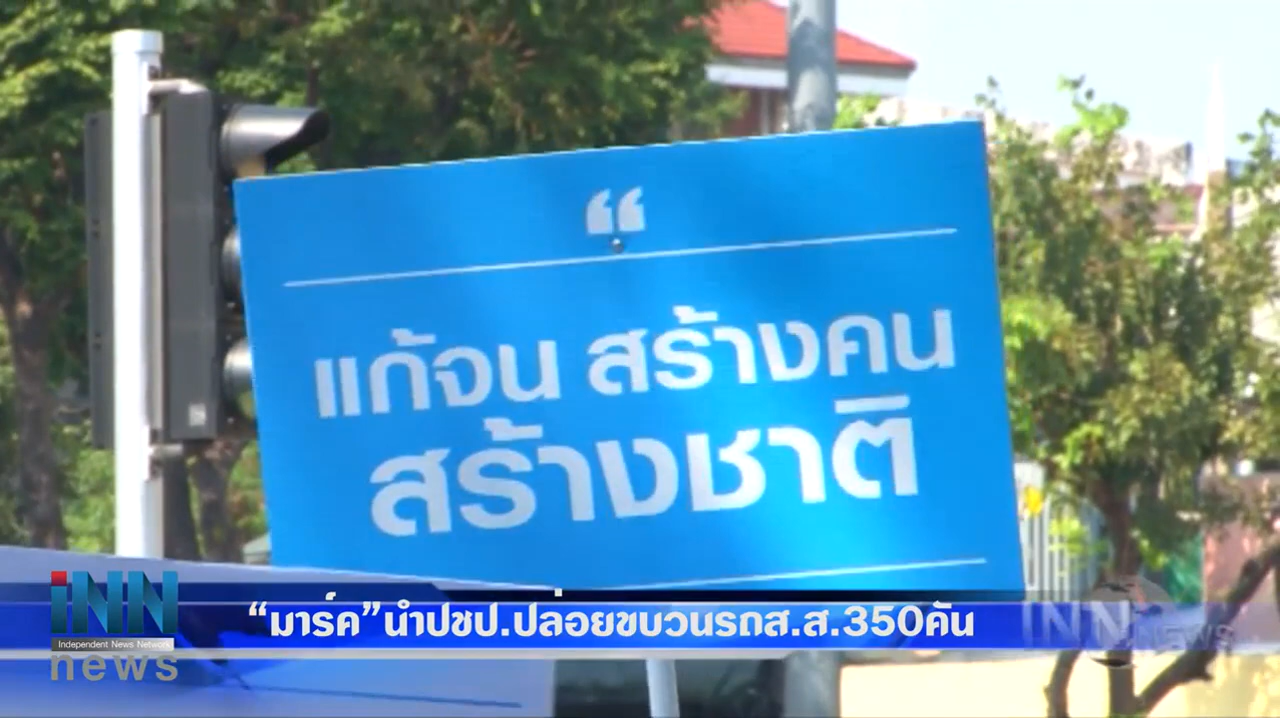 “
แก้จน สร้างคน
สร้างชาติ
iNN
Independent News Network
news
“มาร์ค”นำปชป.ปล่อยขบวนรถส.ส.350คัน
INN NEWS